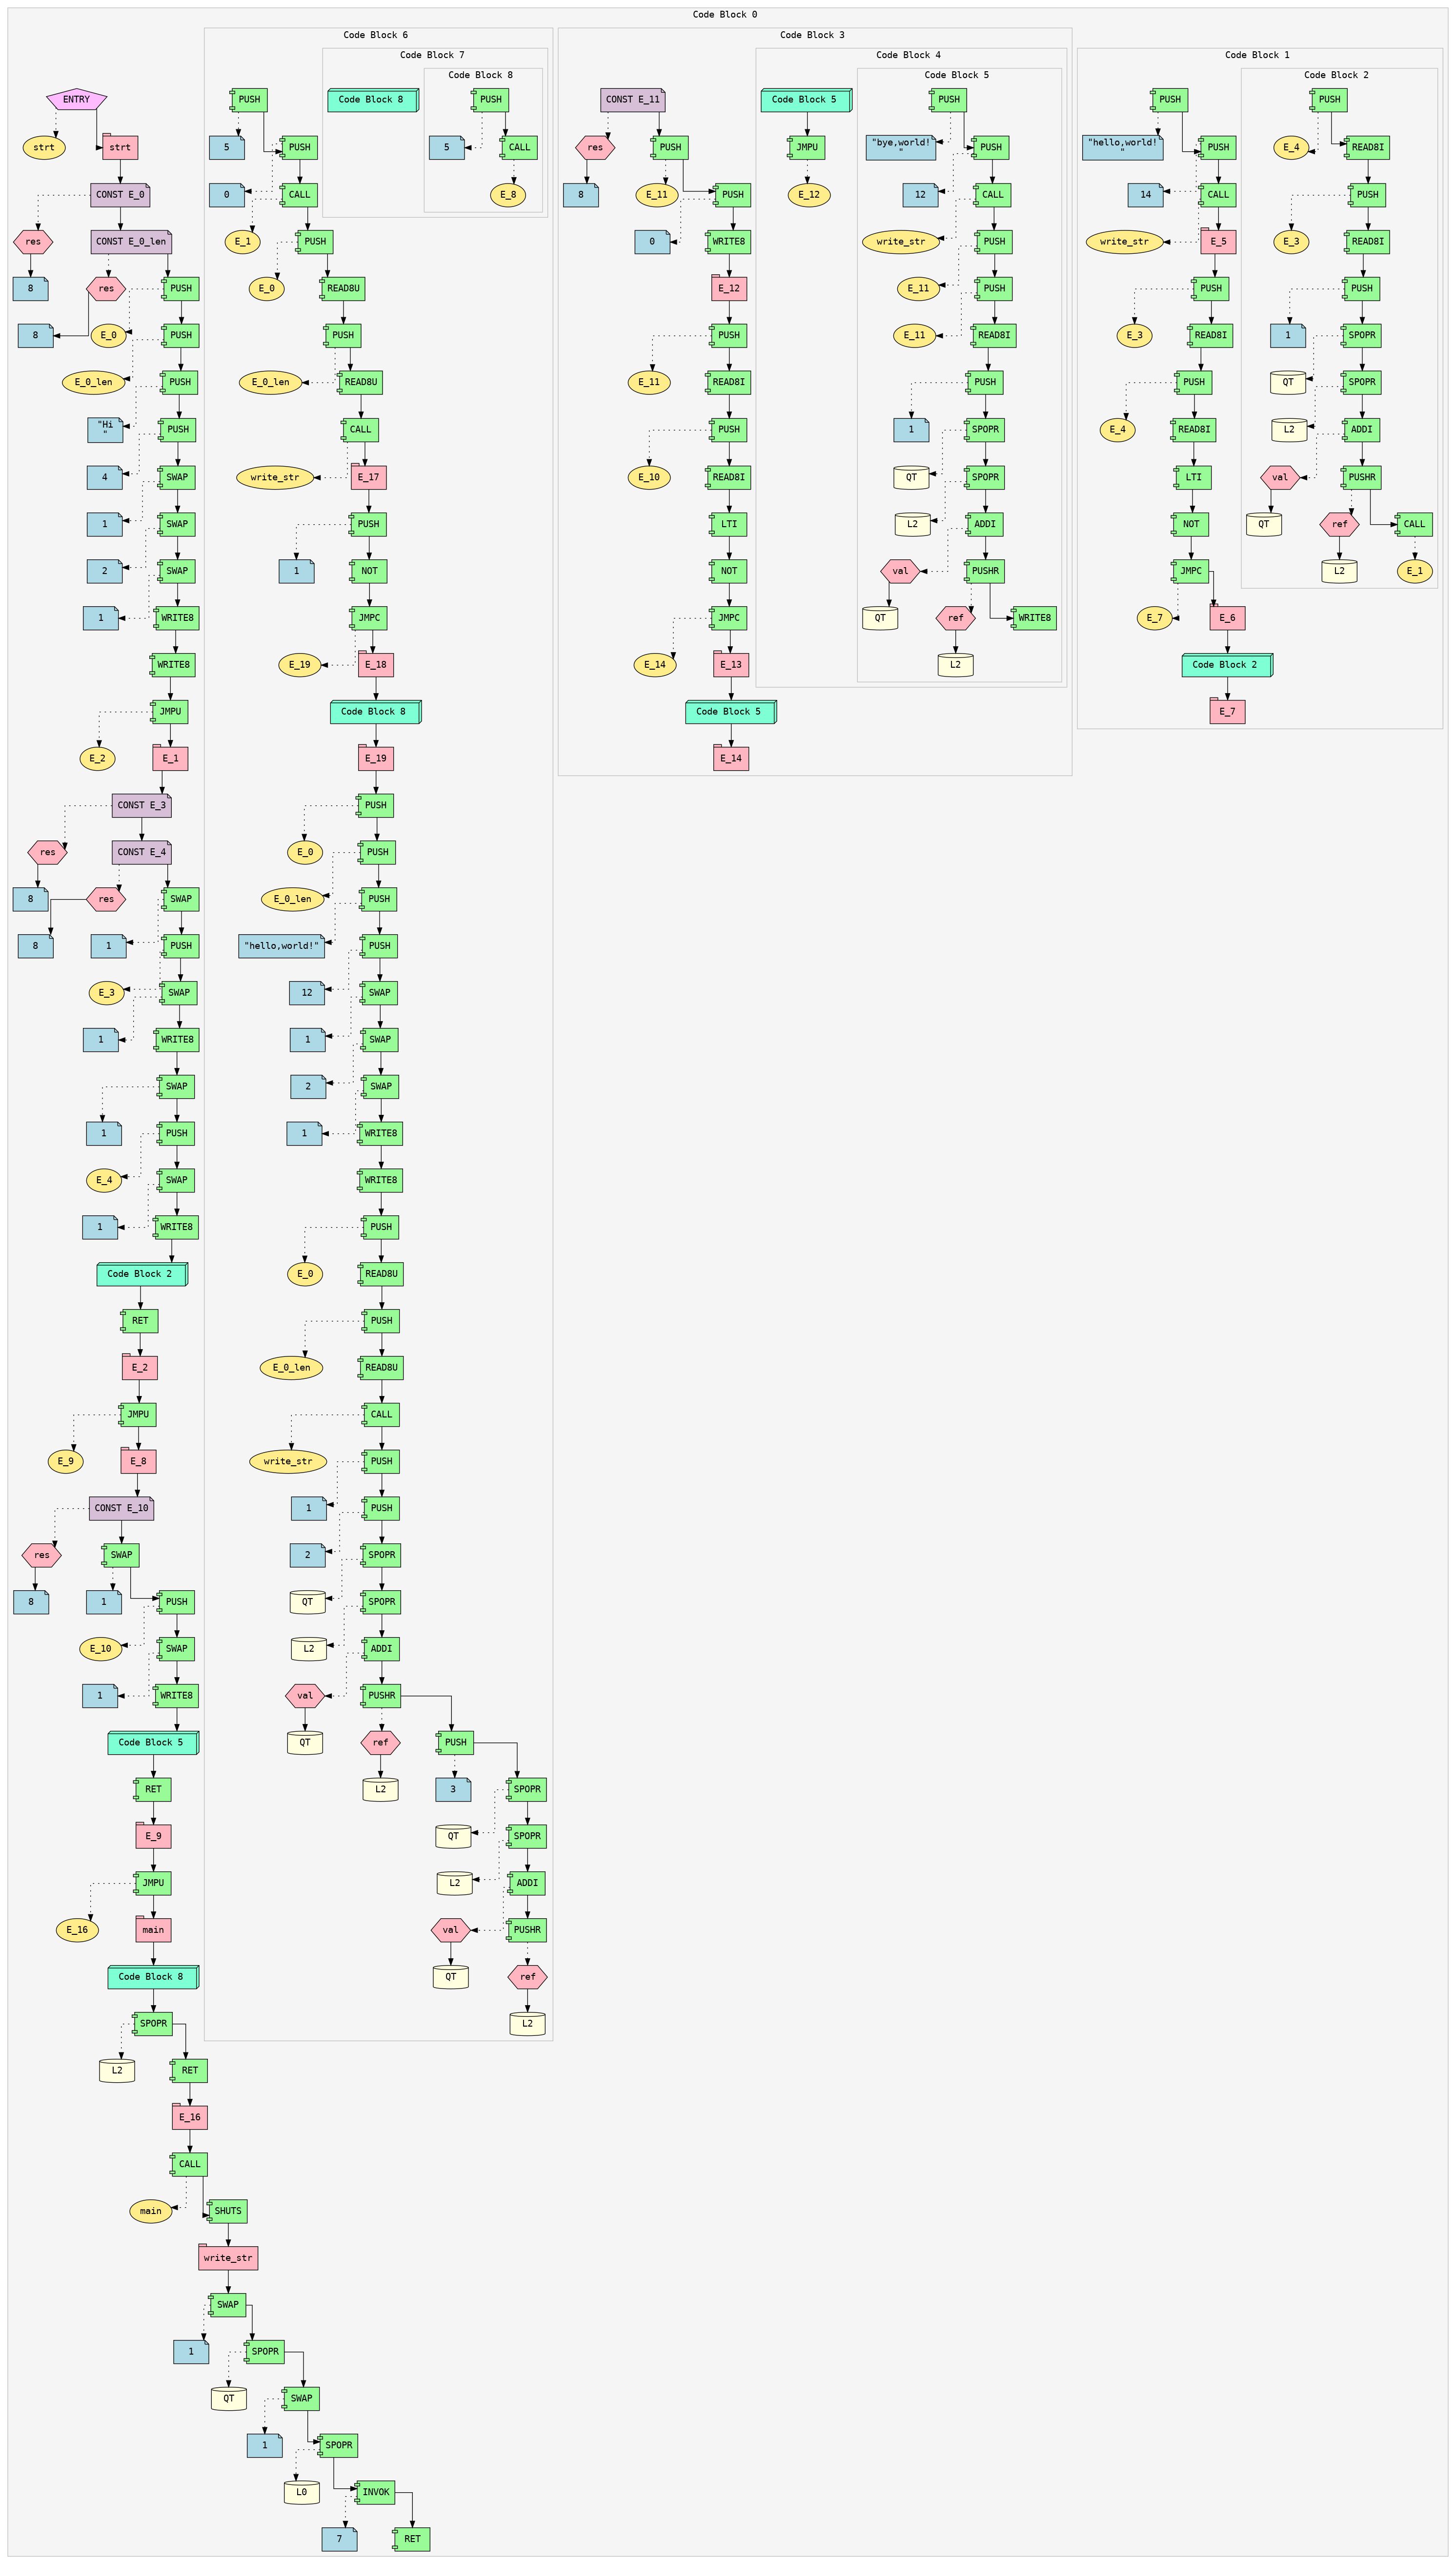 Code Block 0
ENTRY
strt
strt
CONST E_0
res
CONST E_0_len
8
res
PUSH
8
E_0
PUSH
E_0_len
PUSH
"Hi
"
PUSH
4
SWAP
1
SWAP
2
SWAP
1
WRITE8
WRITE8
JMPU
E_2
E_1
CONST E_3
res
CONST E_4
8
res
SWAP
8
1
PUSH
E_3
SWAP
1
WRITE8
SWAP
1
PUSH
E_4
SWAP
1
WRITE8
Code Block 2
RET
E_2
JMPU
E_9
E_8
CONST E_10
res
SWAP
8
1
PUSH
E_10
SWAP
1
WRITE8
Code Block 5
RET
E_9
JMPU
E_16
main
Code Block 8
SPOPR
L2
RET
E_16
CALL
main
SHUTS
write_str
SWAP
1
SPOPR
QT
SWAP
1
SPOPR
L0
INVOK
7
RET
Code Block 6
PUSH
5
PUSH
0
CALL
E_1
PUSH
E_0
READ8U
PUSH
E_0_len
READ8U
CALL
write_str
E_17
PUSH
1
NOT
JMPC
E_19
E_18
Code Block 8
E_19
PUSH
E_0
PUSH
E_0_len
PUSH
"hello,world!"
PUSH
12
SWAP
1
SWAP
2
SWAP
1
WRITE8
WRITE8
PUSH
E_0
READ8U
PUSH
E_0_len
READ8U
CALL
write_str
PUSH
1
PUSH
2
SPOPR
QT
SPOPR
L2
ADDI
val
PUSHR
QT
ref
PUSH
L2
3
SPOPR
QT
SPOPR
L2
ADDI
val
PUSHR
QT
ref
L2
Code Block 7
Code Block 8
Code Block 8
PUSH
5
CALL
E_8
Code Block 3
CONST E_11
res
PUSH
8
E_11
PUSH
0
WRITE8
E_12
PUSH
E_11
READ8I
PUSH
E_10
READ8I
LTI
NOT
JMPC
E_14
E_13
Code Block 5
E_14
Code Block 4
Code Block 5
JMPU
E_12
Code Block 5
PUSH
"bye,world!
"
PUSH
12
CALL
write_str
PUSH
E_11
PUSH
E_11
READ8I
PUSH
1
SPOPR
QT
SPOPR
L2
ADDI
val
PUSHR
QT
ref
WRITE8
L2
Code Block 1
PUSH
"hello,world!
"
PUSH
14
CALL
write_str
E_5
PUSH
E_3
READ8I
PUSH
E_4
READ8I
LTI
NOT
JMPC
E_7
E_6
Code Block 2
E_7
Code Block 2
PUSH
E_4
READ8I
PUSH
E_3
READ8I
PUSH
1
SPOPR
QT
SPOPR
L2
ADDI
val
PUSHR
QT
ref
CALL
L2
E_1